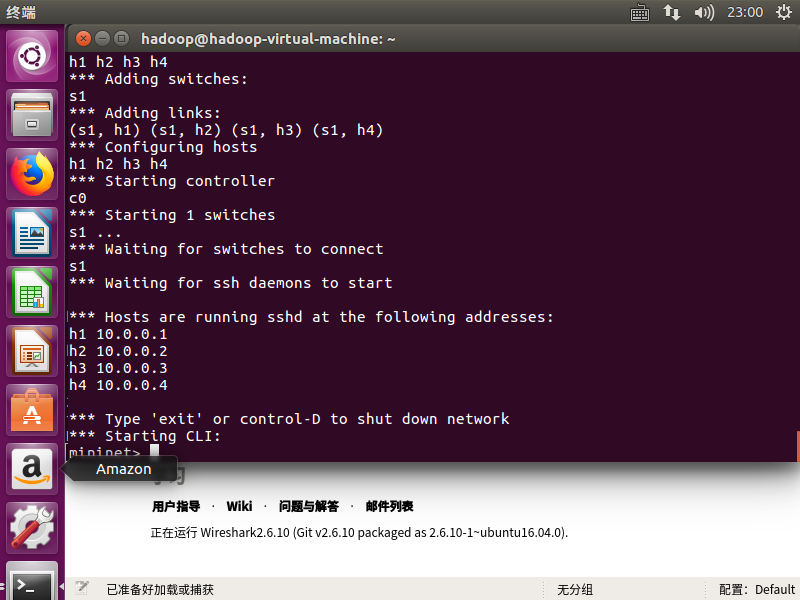 终端
23:00
hadoop@hadoop-virtual-machine: ~
h1 h2 h3 h4
*** Adding switches:
s1
*** Adding links:
(s1, h1) (s1, h2) (s1, h3) (s1, h4)
*** Configuring hosts
h1 h2 h3 h4
*** Starting controller
c0
*** Starting 1 switches
s1 ...
*** Waiting for switches to connect
s1
*** Waiting for ssh daemons to start
*** Hosts are running sshd at the following addresses:
h1 10.0.0.1
h2 10.0.0.2
h3 10.0.0.3
h4 10.0.0.4
*** Type 'exit' or control-D to shut down network
*** Starting CLI:
mininet>
Amazon
用户指导 · Wiki · 问题与解答 · 邮件列表
正在运行 Wireshark2.6.10 (Git v2.6.10 packaged as 2.6.10-1~ubuntu16.04.0).
已准备好加载或捕获 无分组 配置: Default